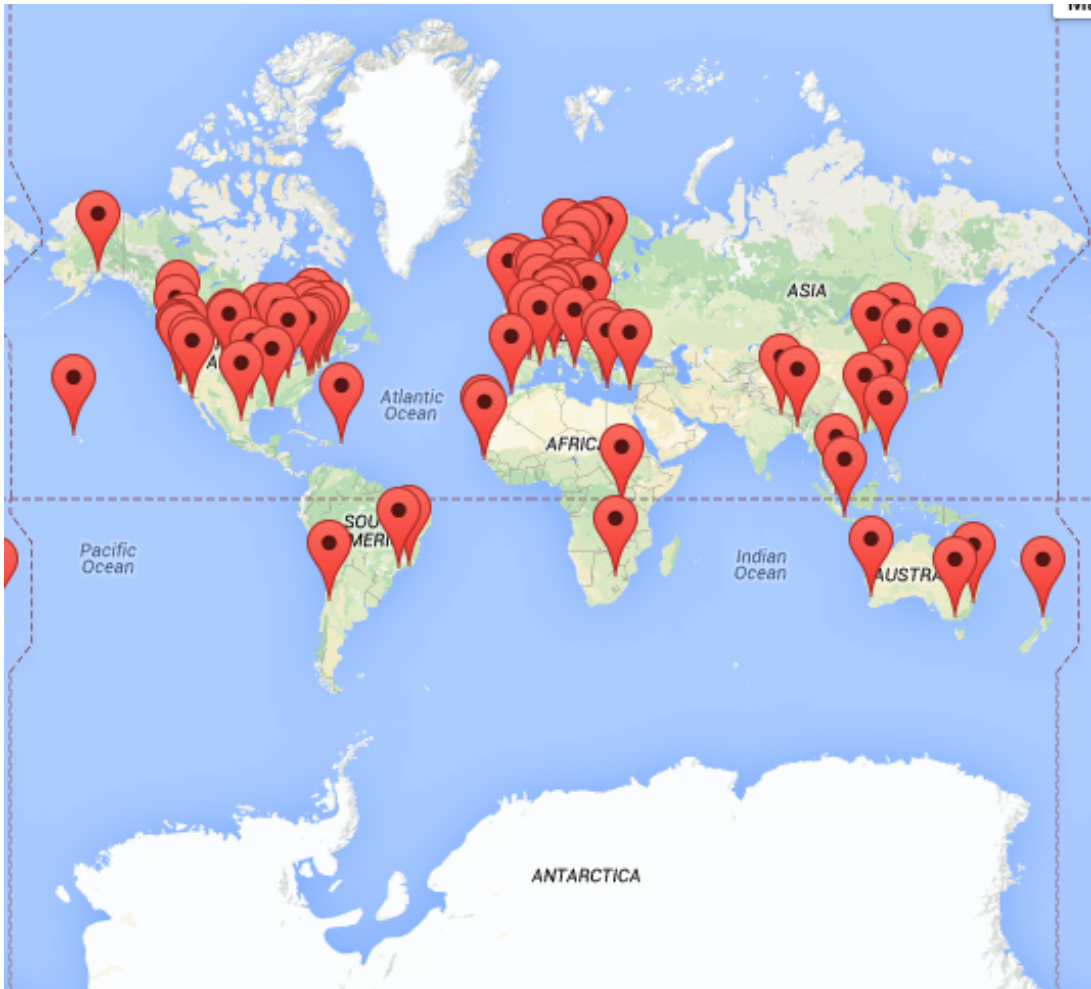 ASIA
Atlantic
Ocean
AFRICA
Pacific
Ocean
Indian
Ocean
ANTARCTICA